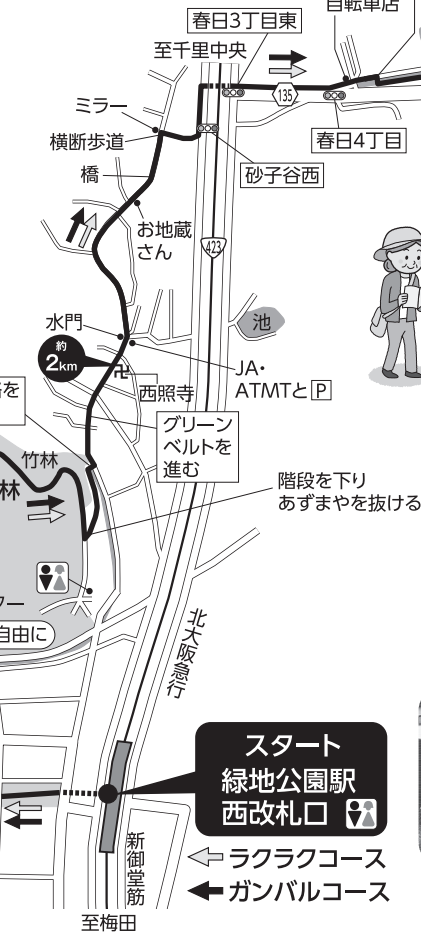 自転車店
春日3丁目東
至千里中央
135
ミラー
春日4丁目
横断歩道
砂子谷西
橋
お地蔵
さん
423
水門
池
約
2km
JA・
ATMTと P
西照寺
グリーン
ベルトを
進む
竹林
林
階段を下り
あずまやを抜ける
ター
自由に
北大阪急行
スタート
緑地公園駅
西改札口
新御堂筋
ラクラクコース
ガンバルコース
至梅田